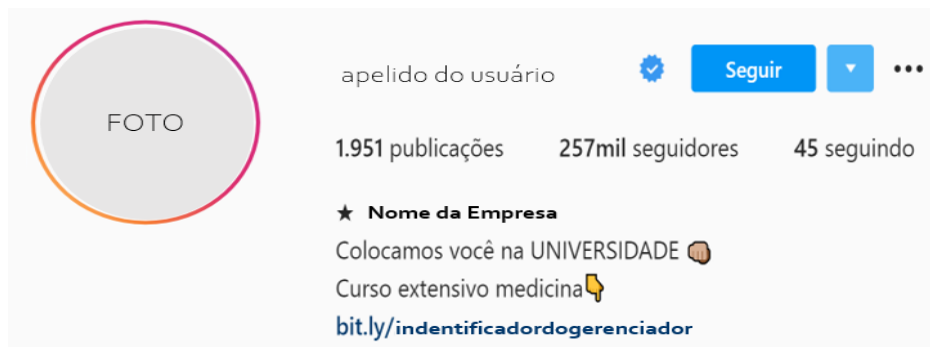 FOTO
apelido do usuário
Seguir
1.951 publicações 257mil seguidores 45 seguindo
★ Nome da Empresa
Colocamos você na UNIVERSIDADE 👊🏽
Curso extensivo medicina👇
bit.ly/indentificadordogerenciador